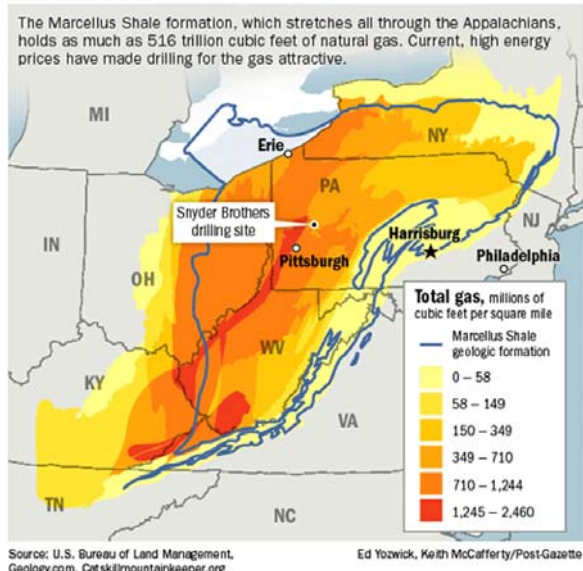 The Marcellus Shale formation, which stretches all through the Appalachians,
holds as much as 516 trillion cubic feet of natural gas. Current, high energy
prices have made drilling for the gas attractive.
MI
NY
Erie
PA
Snyder Brothers
drilling site
NJ
IN
Harrisburg
OH
Pittsburgh
Philadelphia
Total gas, millions of
cubic feet per square mile
Marcellus Shale
geologic formation
0 – 58
58 – 149
150 – 349
349 – 710
710 – 1,244
1,245 – 2,460
WV
KY
VA
TN
NC
Source: U.S. Bureau of Land Management,
Geology.com, Catskillmountainkeeper.org
Ed Yozwick, Keith McCafferty/Post-Gazette